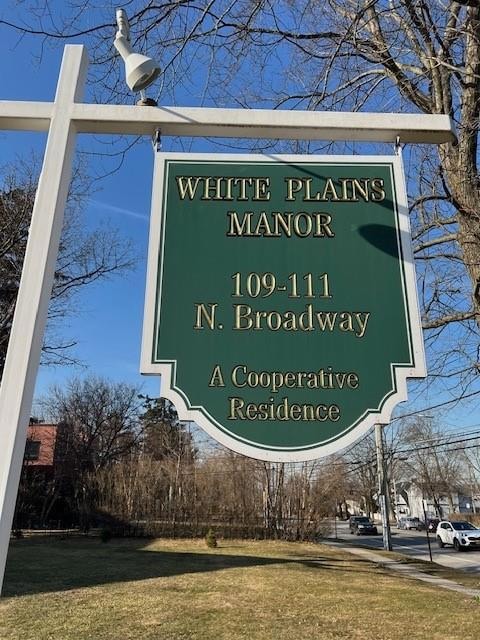 WHITE PLAINS
MANOR
109-111
N. Broadway
A Cooperative
Residence